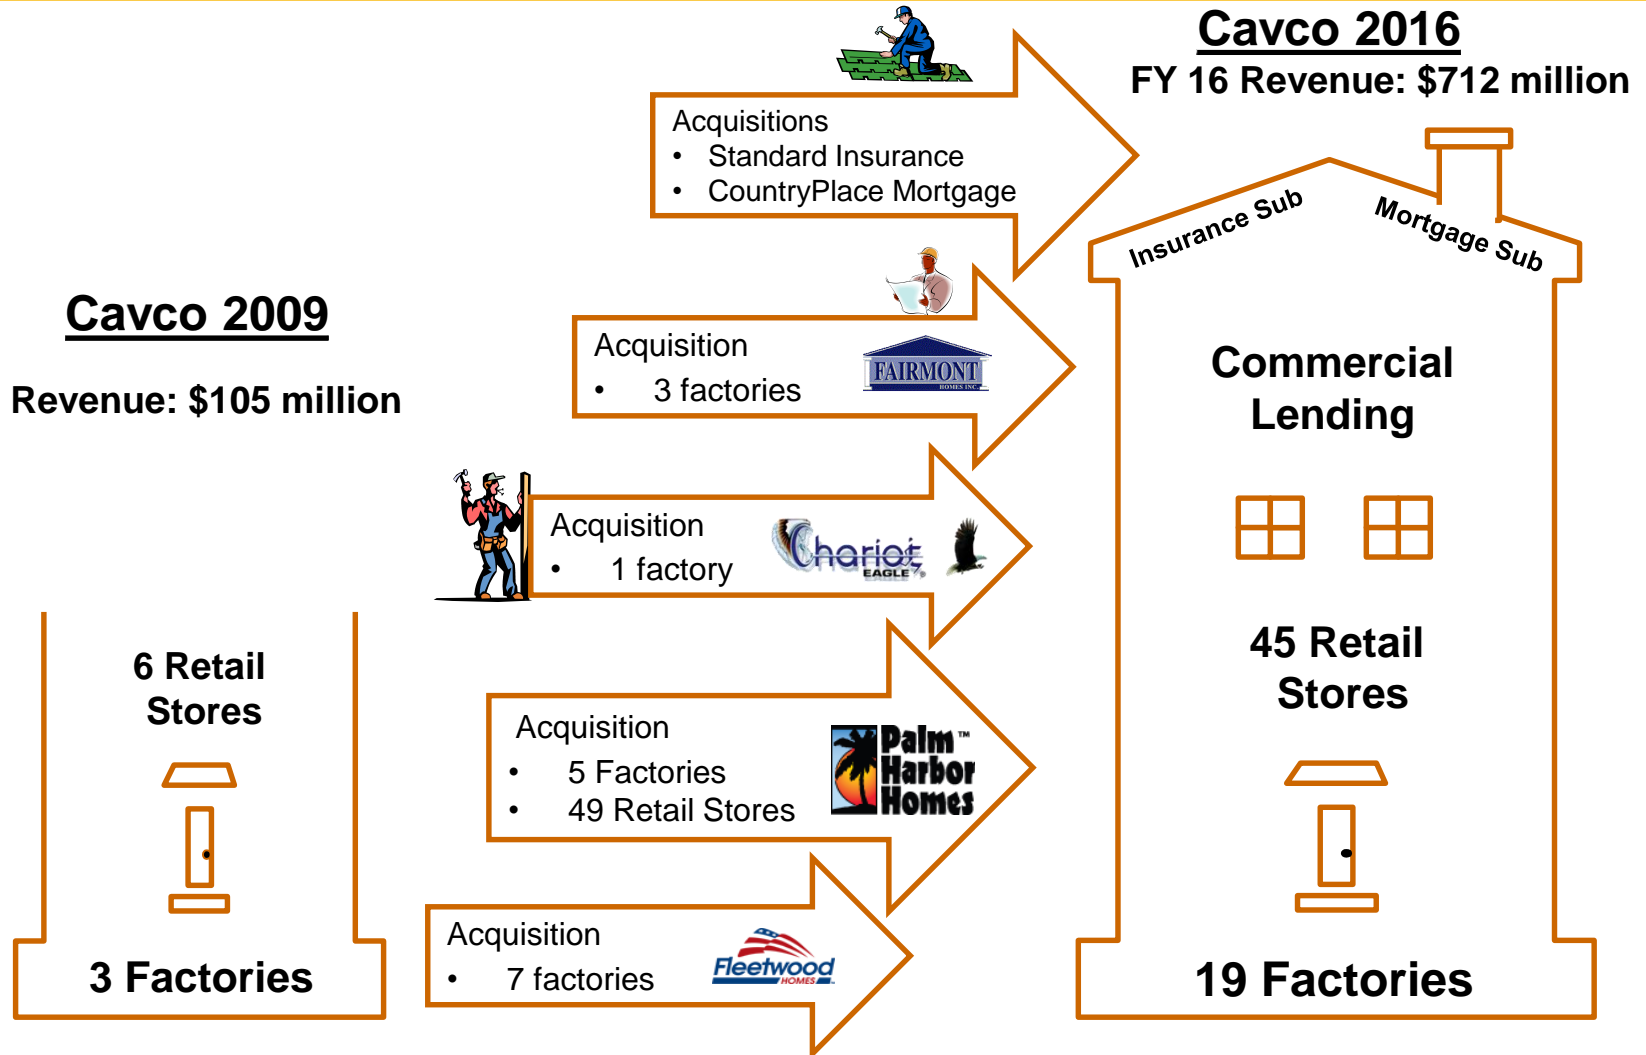 Cavco 2009
Revenue: $105 million
6 Retail
Stores
3 Factories
Acquisitions
• Standard Insurance
• CountryPlace Mortgage
Acquisition
• 3 factories
FAIRMONT
HOMES INC.
Acquisition
• 1 factory
Chariot
EAGLE
®
Acquisition
• 5 Factories
• 49 Retail Stores
Palm ™
Harbor
Homes
Acquisition
• 7 factories
Fleetwood
HOMES
Cavco 2016
FY 16 Revenue: $712 million
Insurance Sub
Mortgage Sub
Commercial
Lending
45 Retail
Stores
19 Factories